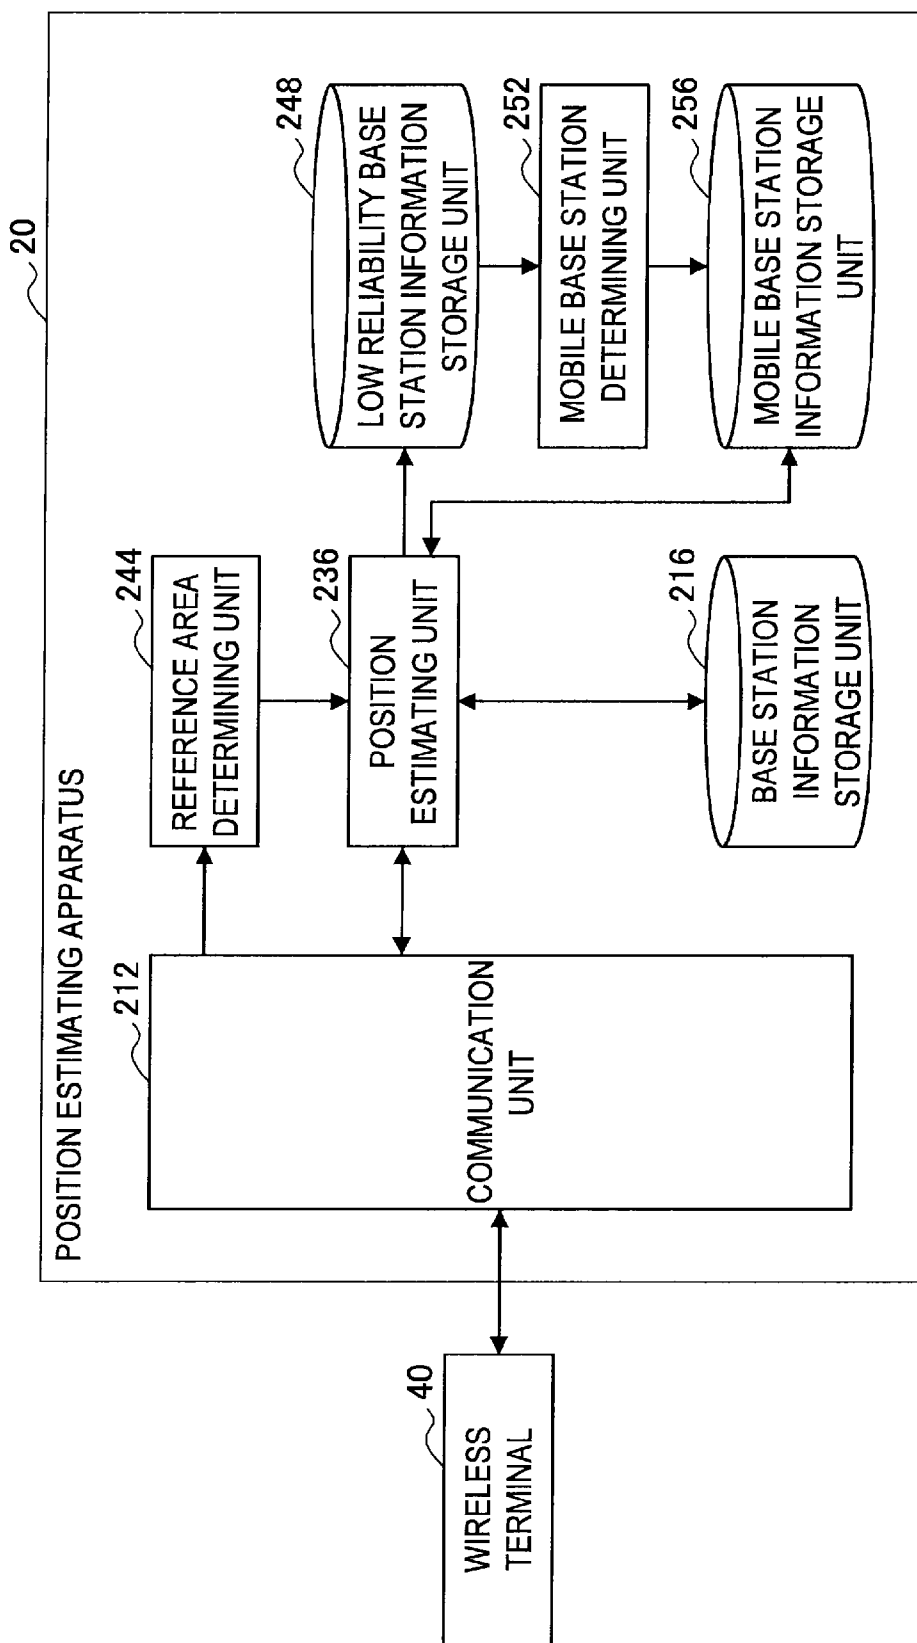 20
POSITION ESTIMATING APPARATUS
40
WIRELESS
TERMINAL
212
COMMUNICATION
UNIT
244
REFERENCE AREA
DETERMINING UNIT
236
POSITION
ESTIMATING UNIT
216
BASE STATION
INFORMATION
STORAGE UNIT
248
LOW RELIABILITY BASE
STATION INFORMATION
STORAGE UNIT
252
MOBILE BASE STATION
DETERMINING UNIT
256
MOBILE BASE STATION
INFORMATION STORAGE
UNIT